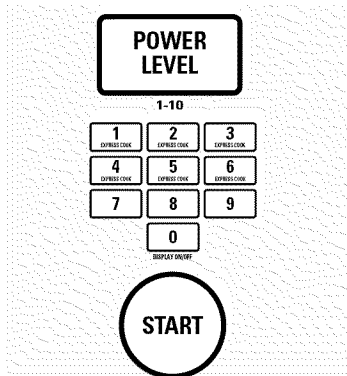 POWER
LEVEL
1-10
1 2 3
EXPRESS COOK EXPRESS COOK EXPRESS COOK
4 5 6
EXPRESS COOK EXPRESS COOK EXPRESS COOK
7 8 9
0
DISPLAY ON/OFF
START